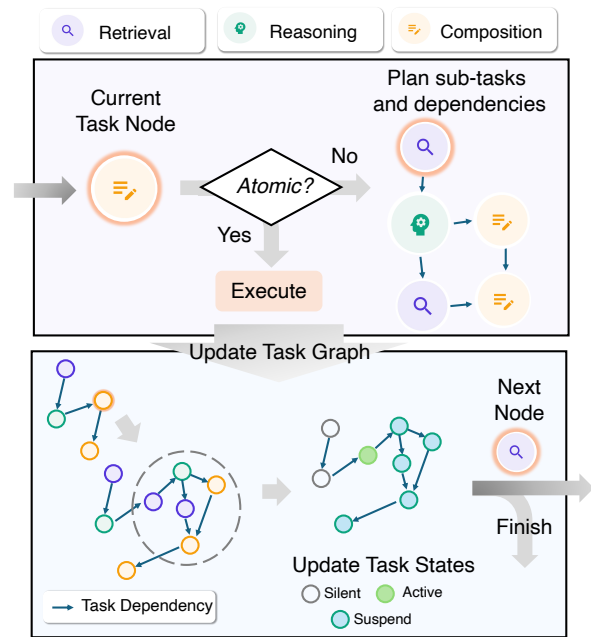 Retrieval
Reasoning
Composition
Current
Task Node
Plan sub-tasks
and dependencies
Atomic?
No
Yes
Execute
Update Task Graph
Next
Node
Finish
Update Task States
Silent
Active
Suspend
Task Dependency